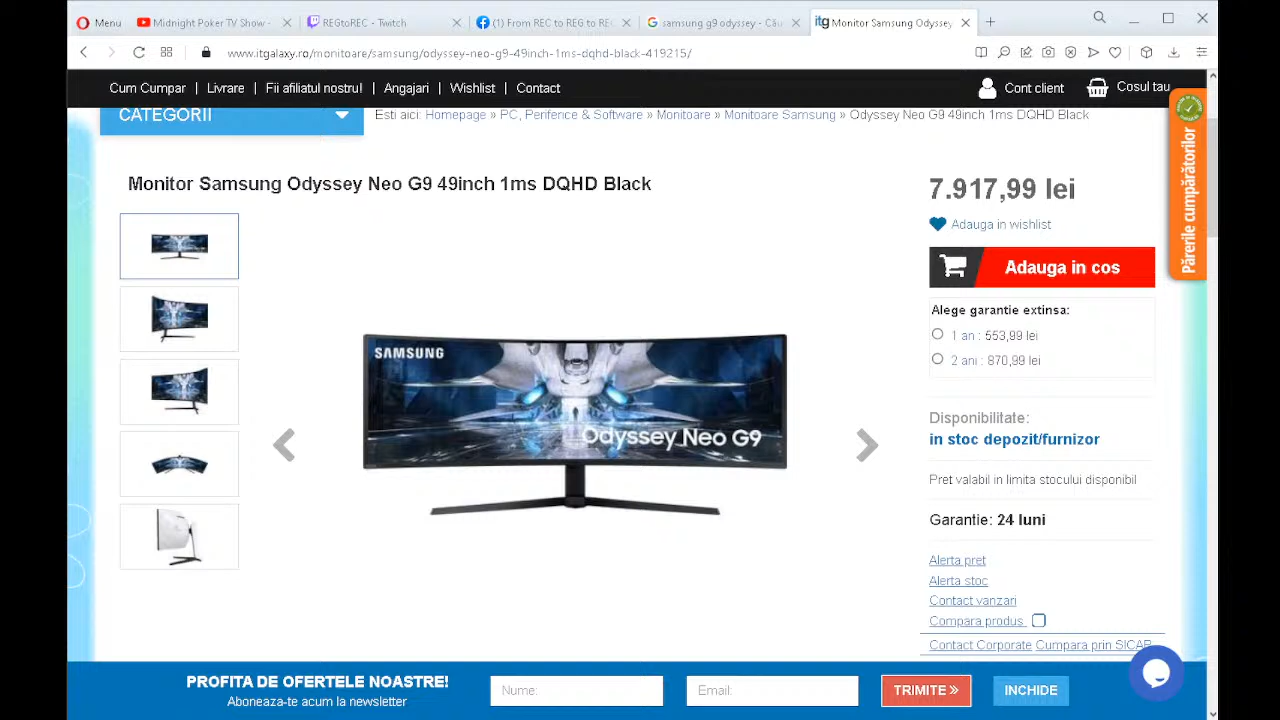 Menu
Midnight Poker TV Show -
REGtoREC - Twitch
(1) From REC to REG to REC
samsung g9 odyssey - Cău
itg Monitor Samsung Odyssey
www.itgalaxy.ro/monitoare/samsung/odyssey-neo-g9-49inch-1ms-dqhd-black-419215/
Cum Cumpar | Livrare | Fii afiliatul nostru! | Angajari | Wishlist | Contact
Cont client
Cosul tau
CATEGORII
Esti aici: Homepage » PC, Periferice & Software » Monitoare » Monitoare Samsung » Odyssey Neo G9 49inch 1ms DQHD Black
Părerile cumpărătorilor
Monitor Samsung Odyssey Neo G9 49inch 1ms DQHD Black
7.917,99 lei
Adauga in wishlist
Adauga in cos
Alege garantie extinsa:
1 an : 553,99 lei
2 ani : 870,99 lei
SAMSUNG
Odyssey Neo G9
Disponibilitate:
in stoc depozit/furnizor
Pret valabil in limita stocului disponibil
Garantie: 24 luni
Alerta pret
Alerta stoc
Contact vanzari
Compara produs
Contact Corporate Cumpara prin SICAP
PROFITA DE OFERTELE NOASTRE!
Aboneaza-te acum la newsletter
Nume:
Email:
TRIMITE »
INCHIDE